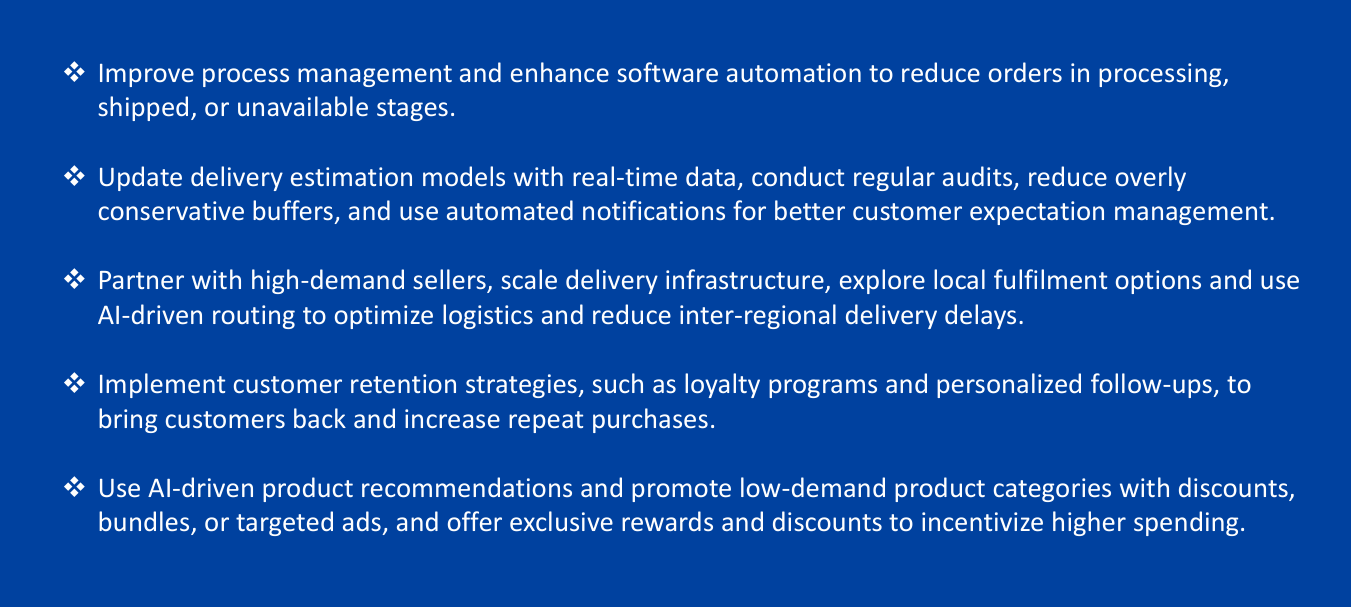 ❖ Improve process management and enhance software automation to reduce orders in processing,
shipped, or unavailable stages.
❖ Update delivery estimation models with real-time data, conduct regular audits, reduce overly
conservative buffers, and use automated notifications for better customer expectation management.
❖ Partner with high-demand sellers, scale delivery infrastructure, explore local fulfilment options and use
AI-driven routing to optimize logistics and reduce inter-regional delivery delays.
❖ Implement customer retention strategies, such as loyalty programs and personalized follow-ups, to
bring customers back and increase repeat purchases.
❖ Use AI-driven product recommendations and promote low-demand product categories with discounts,
bundles, or targeted ads, and offer exclusive rewards and discounts to incentivize higher spending.